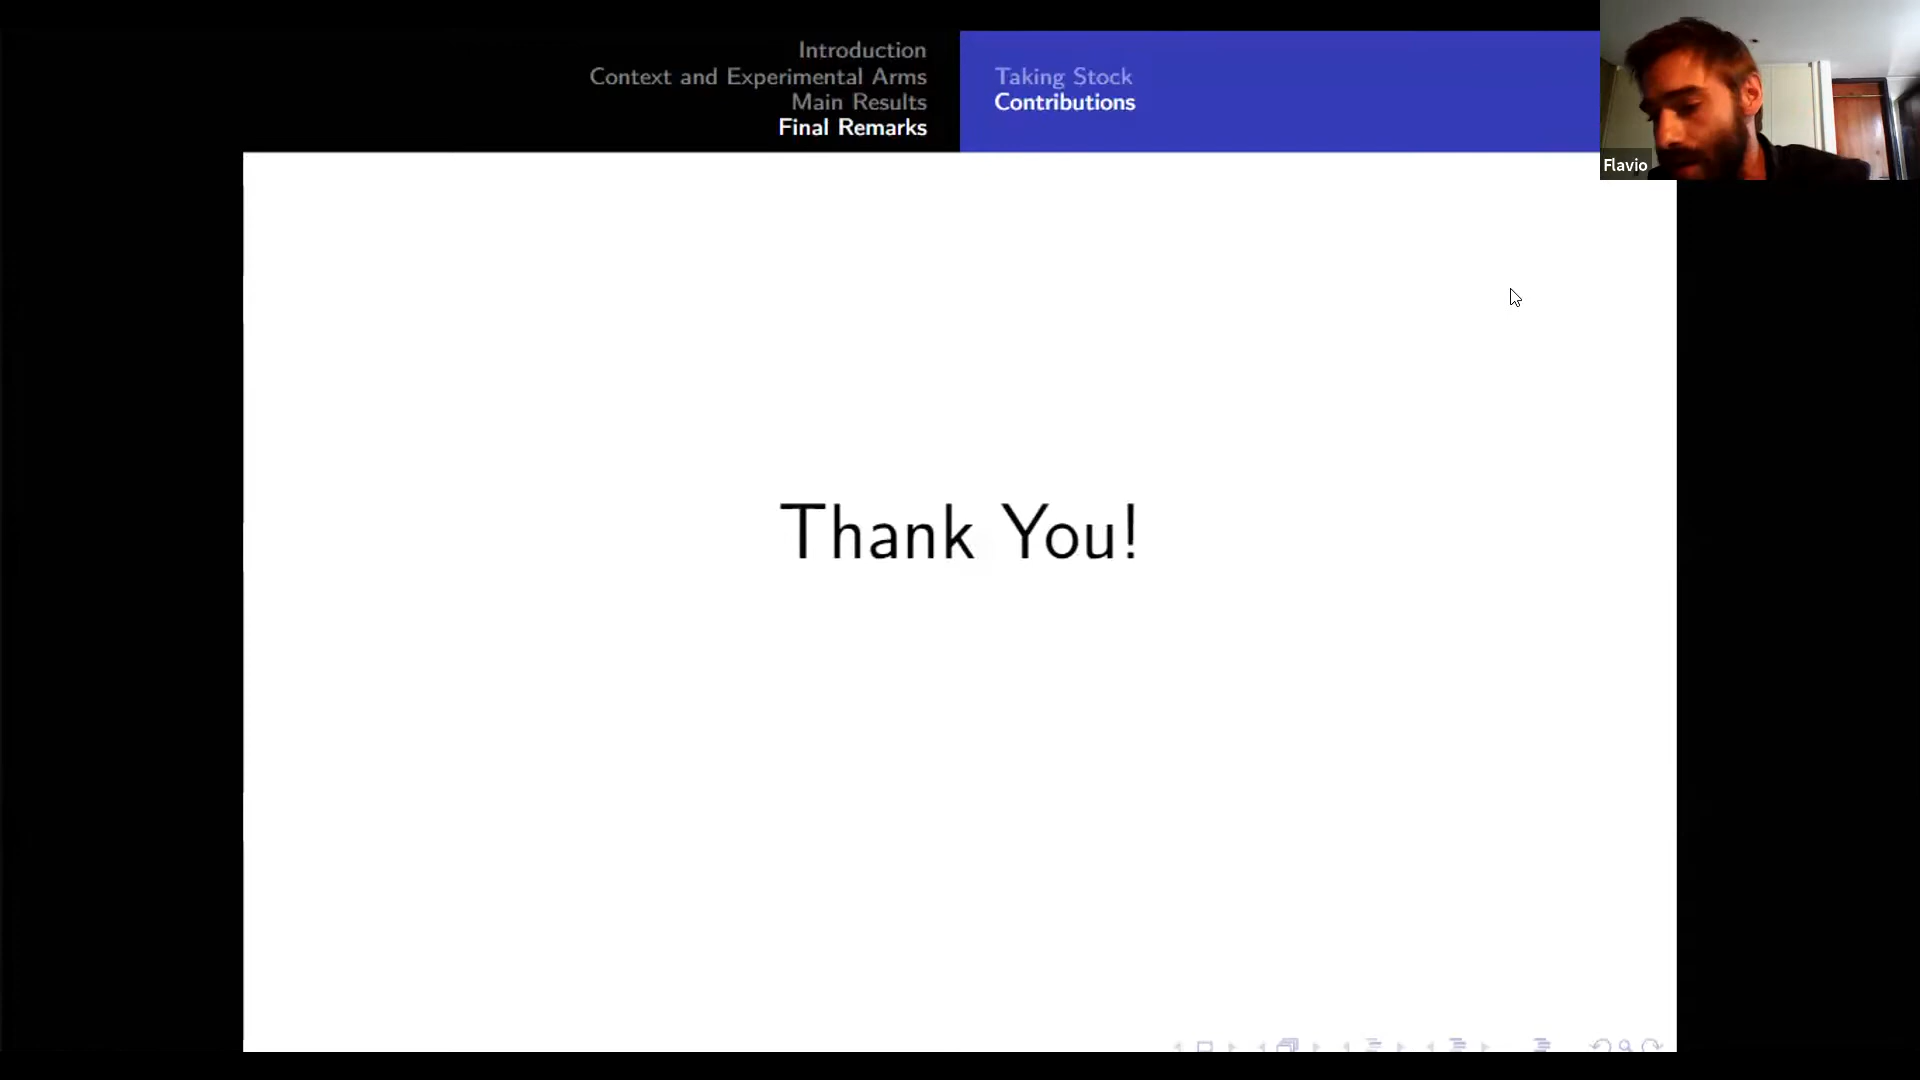 Introduction
Context and Experimental Arms
Main Results
Final Remarks
Taking Stock
Contributions
Flavio
Thank You!